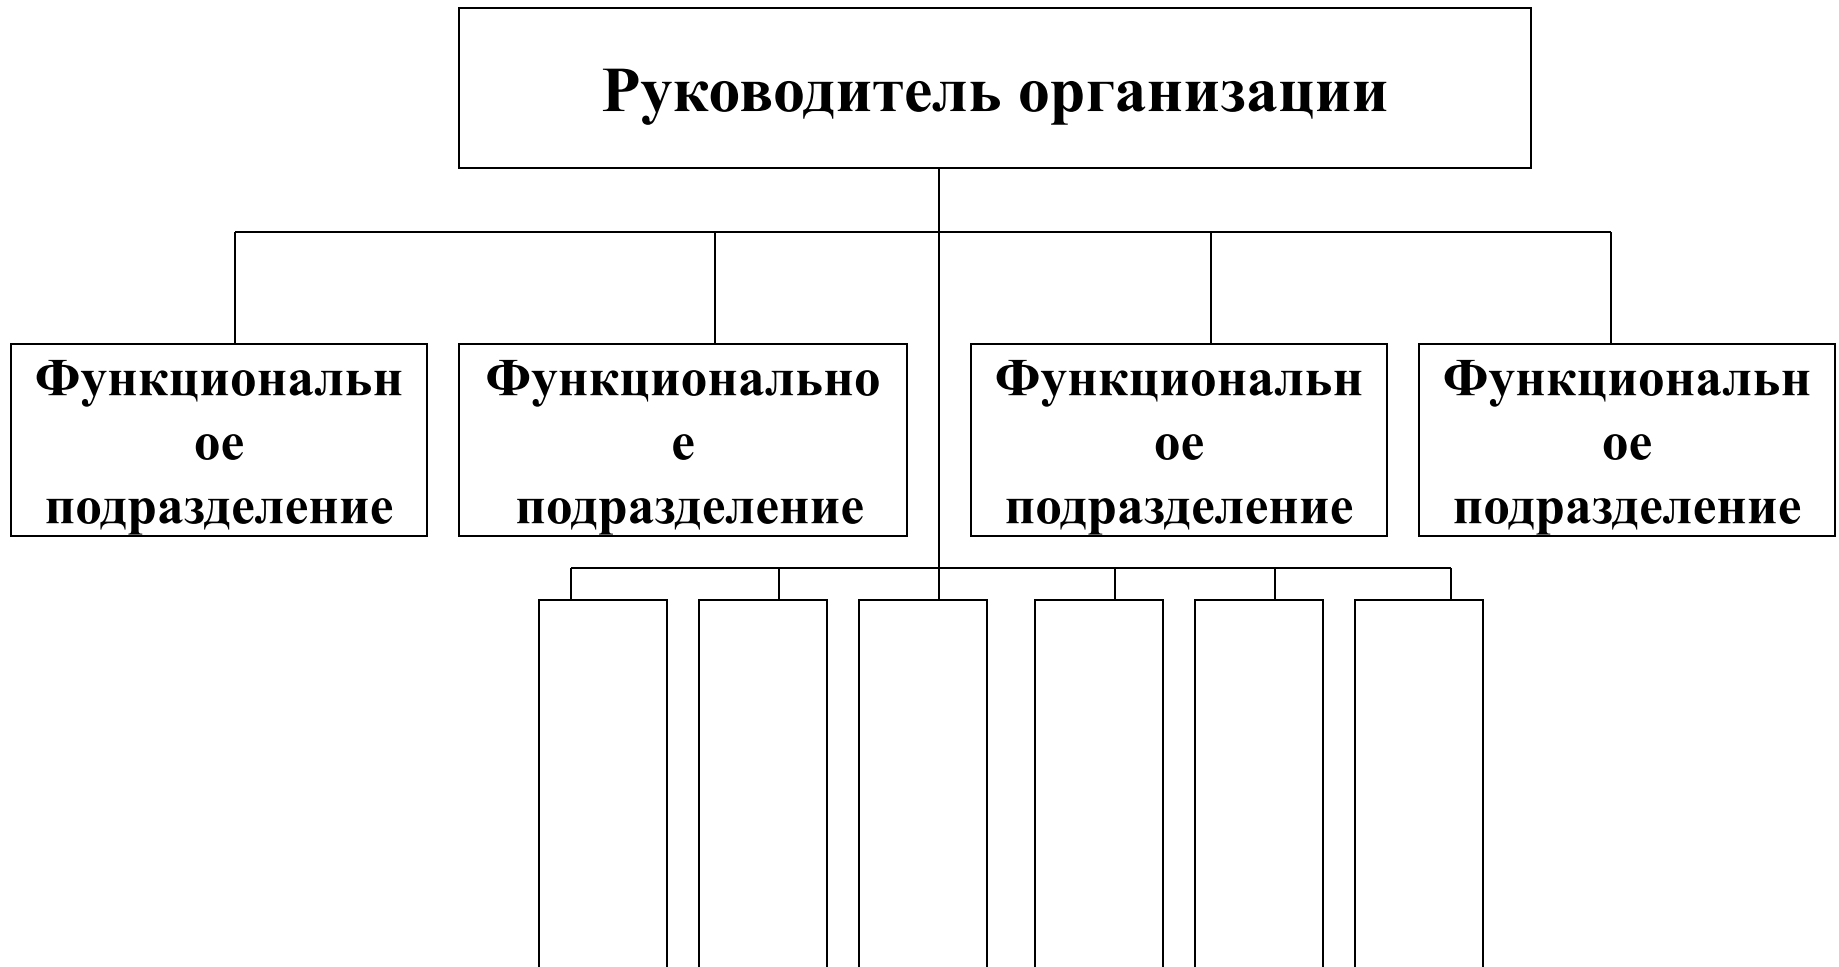 Руководитель организации
Функциональн
ое
подразделение
Функционально
е
подразделение
Функциональн
ое
подразделение
Функциональн
ое
подразделение